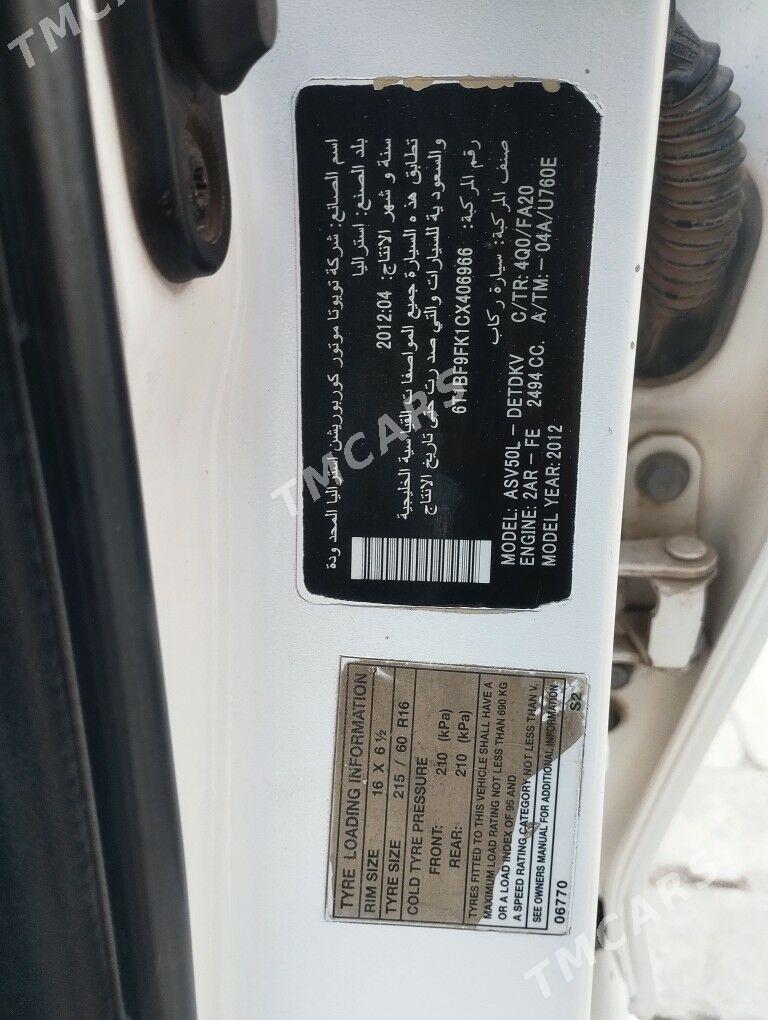 اسم الصانع: شركة تويوتا موتور كوربوريشن استراليا المحدودة
بلد الصنع: استراليا
سنة و شهر الانتاج: 2012:04
تطابق هذه السيارة جميع المواصفات القياسية الخليجية
والسعودية للسيارات والتي صدرت حتى تاريخ الانتاج
رقم المركبة: 6T1BF9FK1CX406966
صنف المركبة: سيارة ركاب
MODEL: ASV50L-DETDKV C/TR: 4Q0/FA20
ENGINE: 2AR-FE 2494 CC. A/TM: -04A/U760E
MODEL YEAR: 2012
TYRE LOADING INFORMATION
RIM SIZE 16 X 6 ½
TYRE SIZE 215 / 60 R16
COLD TYRE PRESSURE
FRONT: 210 (kPa)
REAR: 210 (kPa)
TYRES FITTED TO THIS VEHICLE SHALL HAVE A
MAXIMUM LOAD RATING NOT LESS THAN 690 KG
OR A LOAD INDEX OF 95 AND
A SPEED RATING CATEGORY NOT LESS THAN V.
SEE OWNERS MANUAL FOR ADDITIONAL INFORMATION
06770 S2
TMCARS
TMCARS
TMCARS